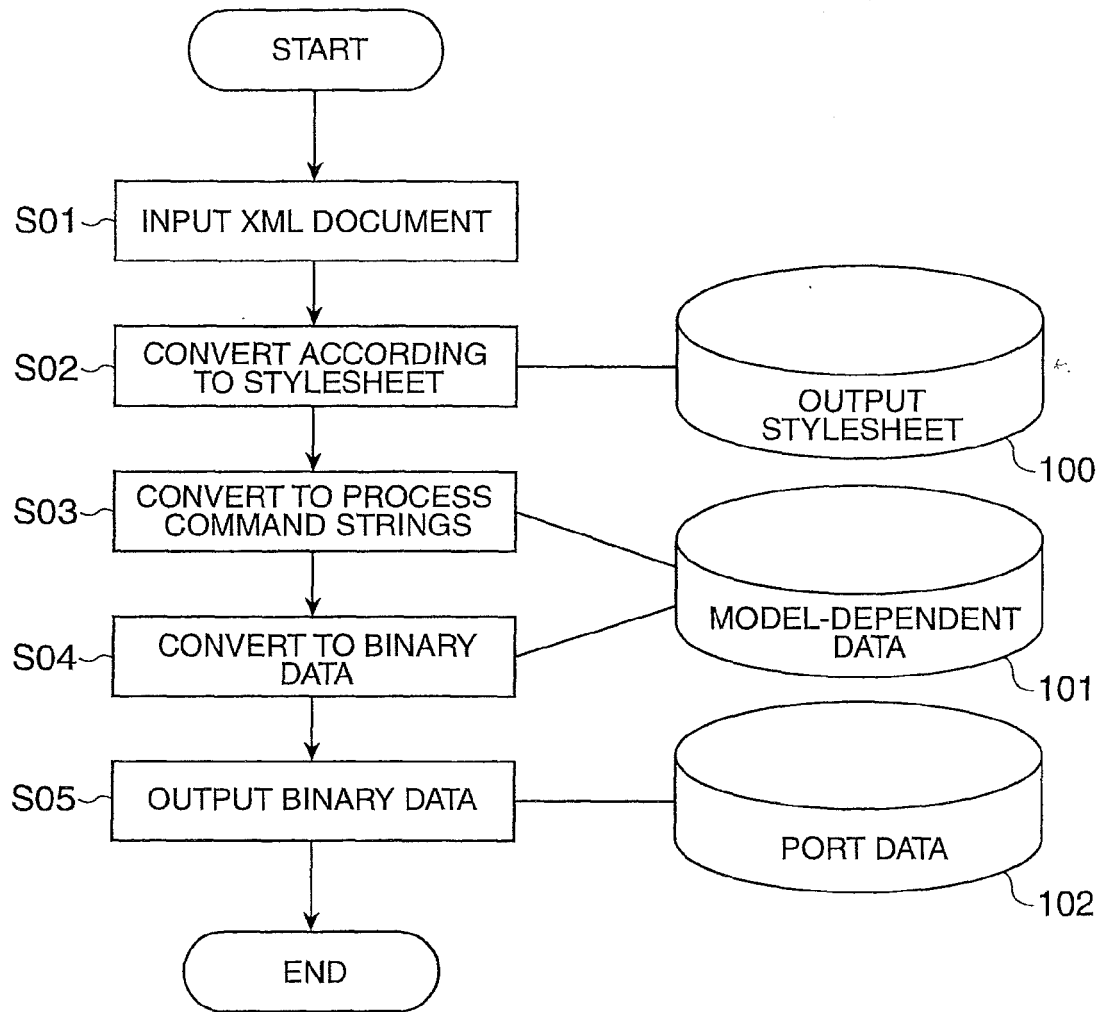 START
S01
INPUT XML DOCUMENT
S02
CONVERT ACCORDING
TO STYLESHEET
OUTPUT
STYLESHEET
100
S03
CONVERT TO PROCESS
COMMAND STRINGS
MODEL-DEPENDENT
DATA
101
S04
CONVERT TO BINARY
DATA
S05
OUTPUT BINARY DATA
PORT DATA
102
END